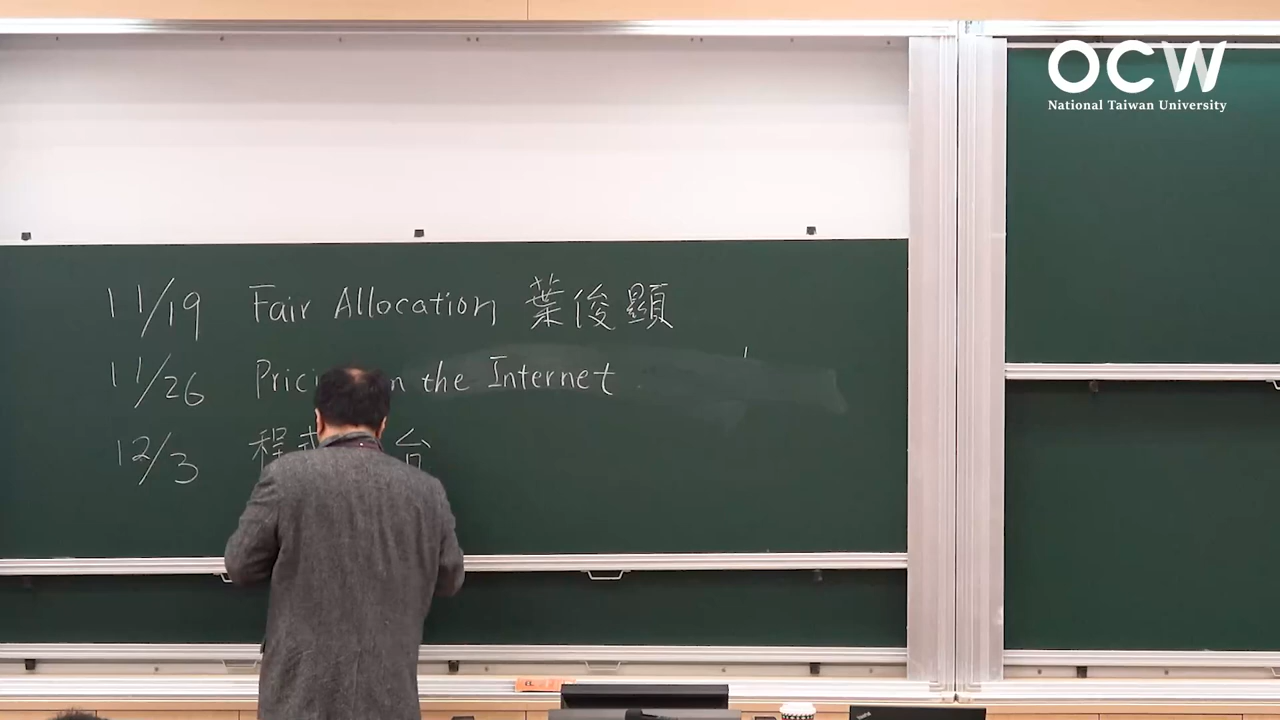 OCW
National Taiwan University
11/19 Fair Allocation 葉俊顯
11/26 the Internet
12/3 程式 台